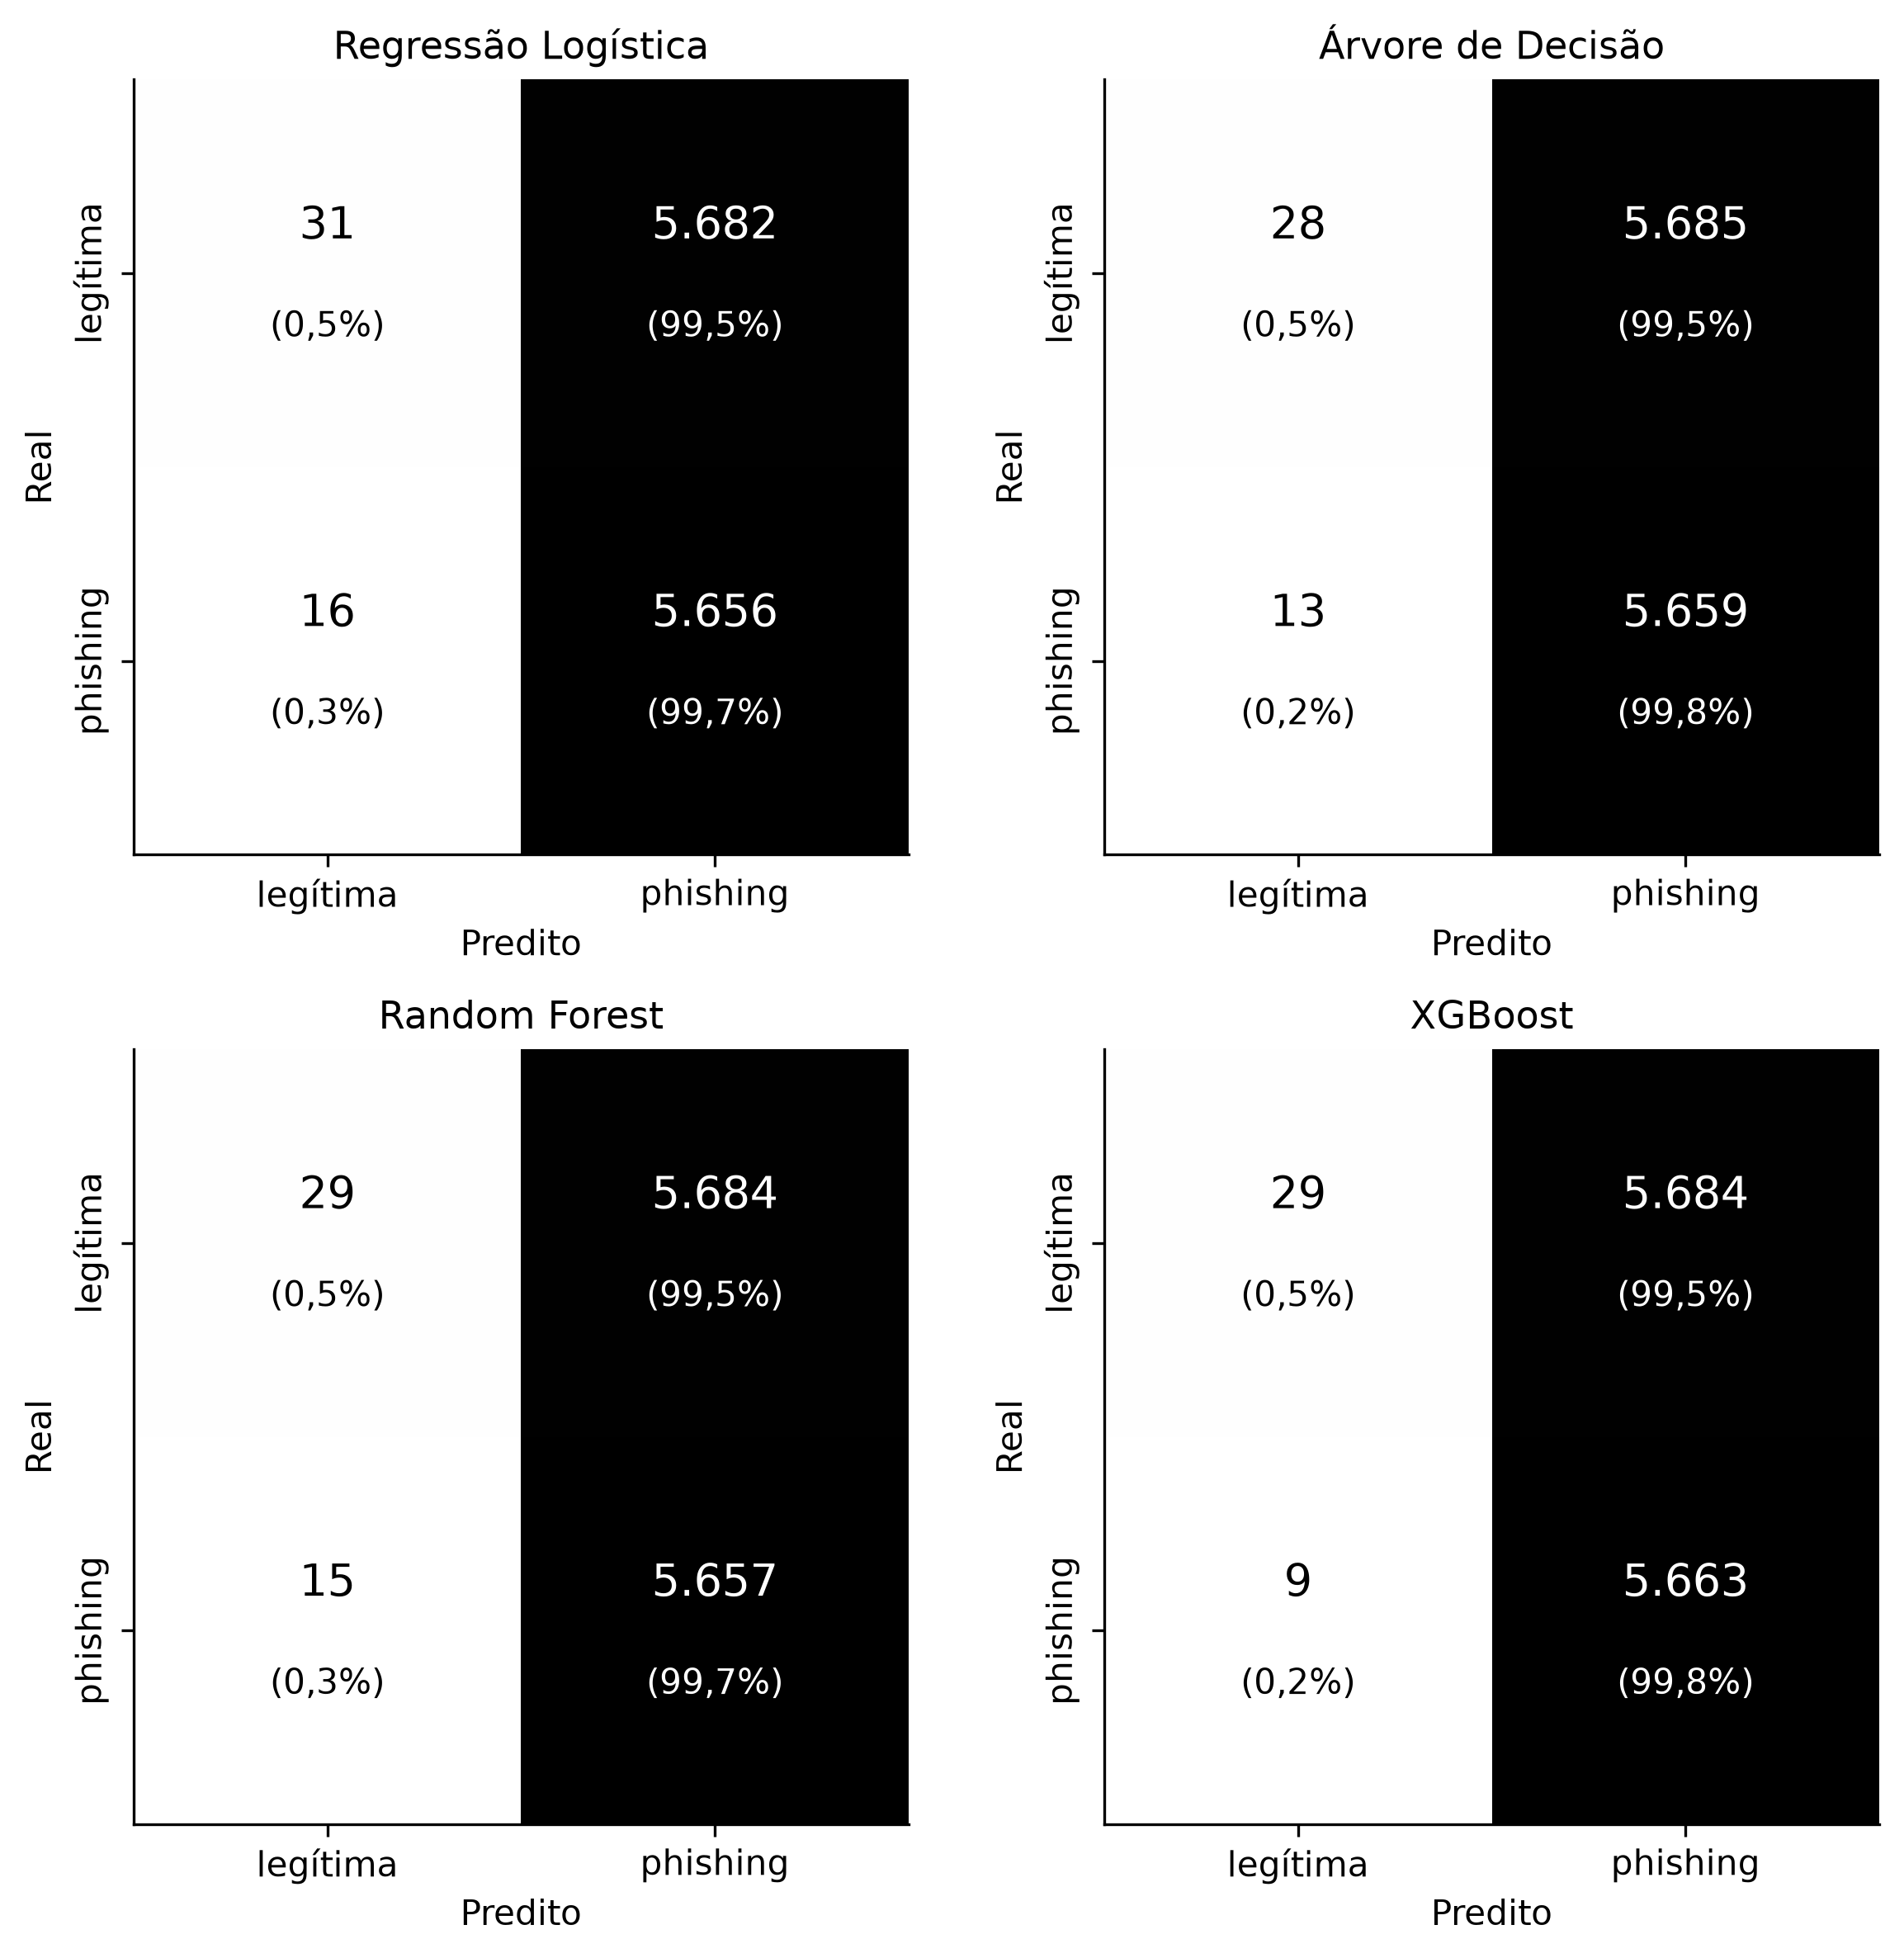 Regressão Logística
31
5.682
legítima
(0,5%)
(99,5%)
Real
16
5.656
phishing
(0,3%)
(99,7%)
legítima
phishing
Predito
Árvore de Decisão
28
5.685
legítima
(0,5%)
(99,5%)
Real
13
5.659
phishing
(0,2%)
(99,8%)
legítima
phishing
Predito
Random Forest
29
5.684
legítima
(0,5%)
(99,5%)
Real
15
5.657
phishing
(0,3%)
(99,7%)
legítima
phishing
Predito
XGBoost
29
5.684
legítima
(0,5%)
(99,5%)
Real
9
5.663
phishing
(0,2%)
(99,8%)
legítima
phishing
Predito